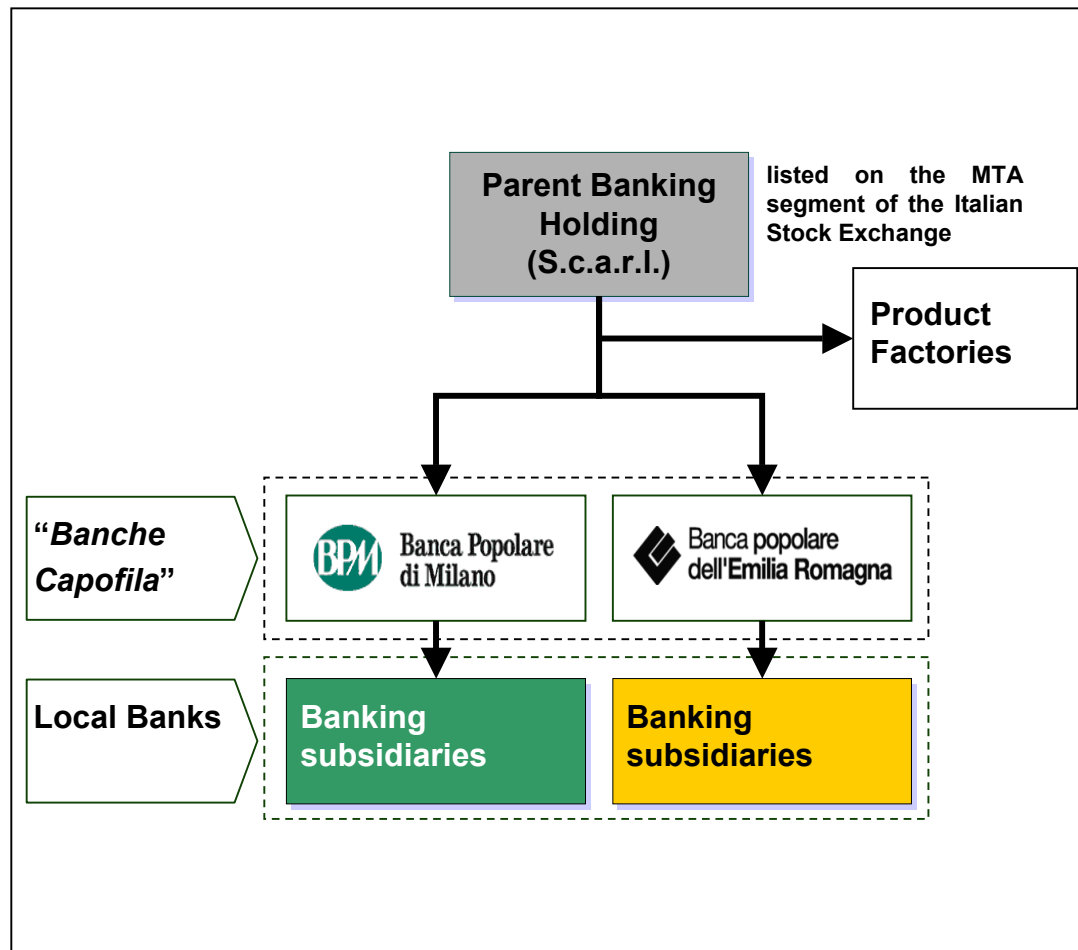 Parent Banking
Holding
(S.c.a.r.l.)
listed on the MTA
segment of the Italian
Stock Exchange
Product
Factories
“Banche
Capofila”
BPM
Banca Popolare
di Milano
Banca popolare
dell'Emilia Romagna
Local Banks
Banking
subsidiaries
Banking
subsidiaries